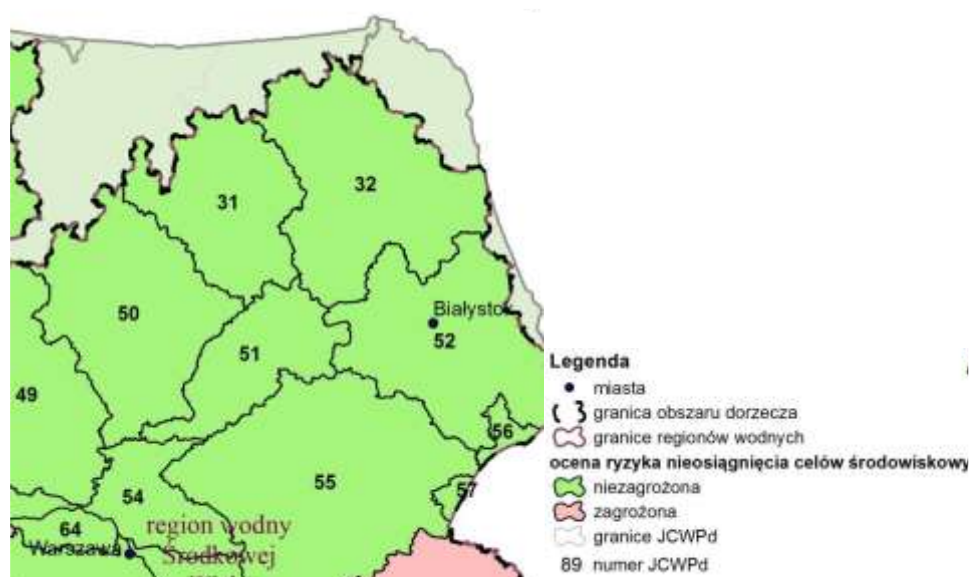 32
31
50
Białystok
51
52
49
56
55
57
54
64
region wodny
Warszawa
Środkowej
Legenda
miasta
granica obszaru dorzecza
granice regionów wodnych
ocena ryzyka nieosiągnięcia celów środowiskowy
niezagrożona
zagrożona
granice JCWPd
89 numer JCWPd